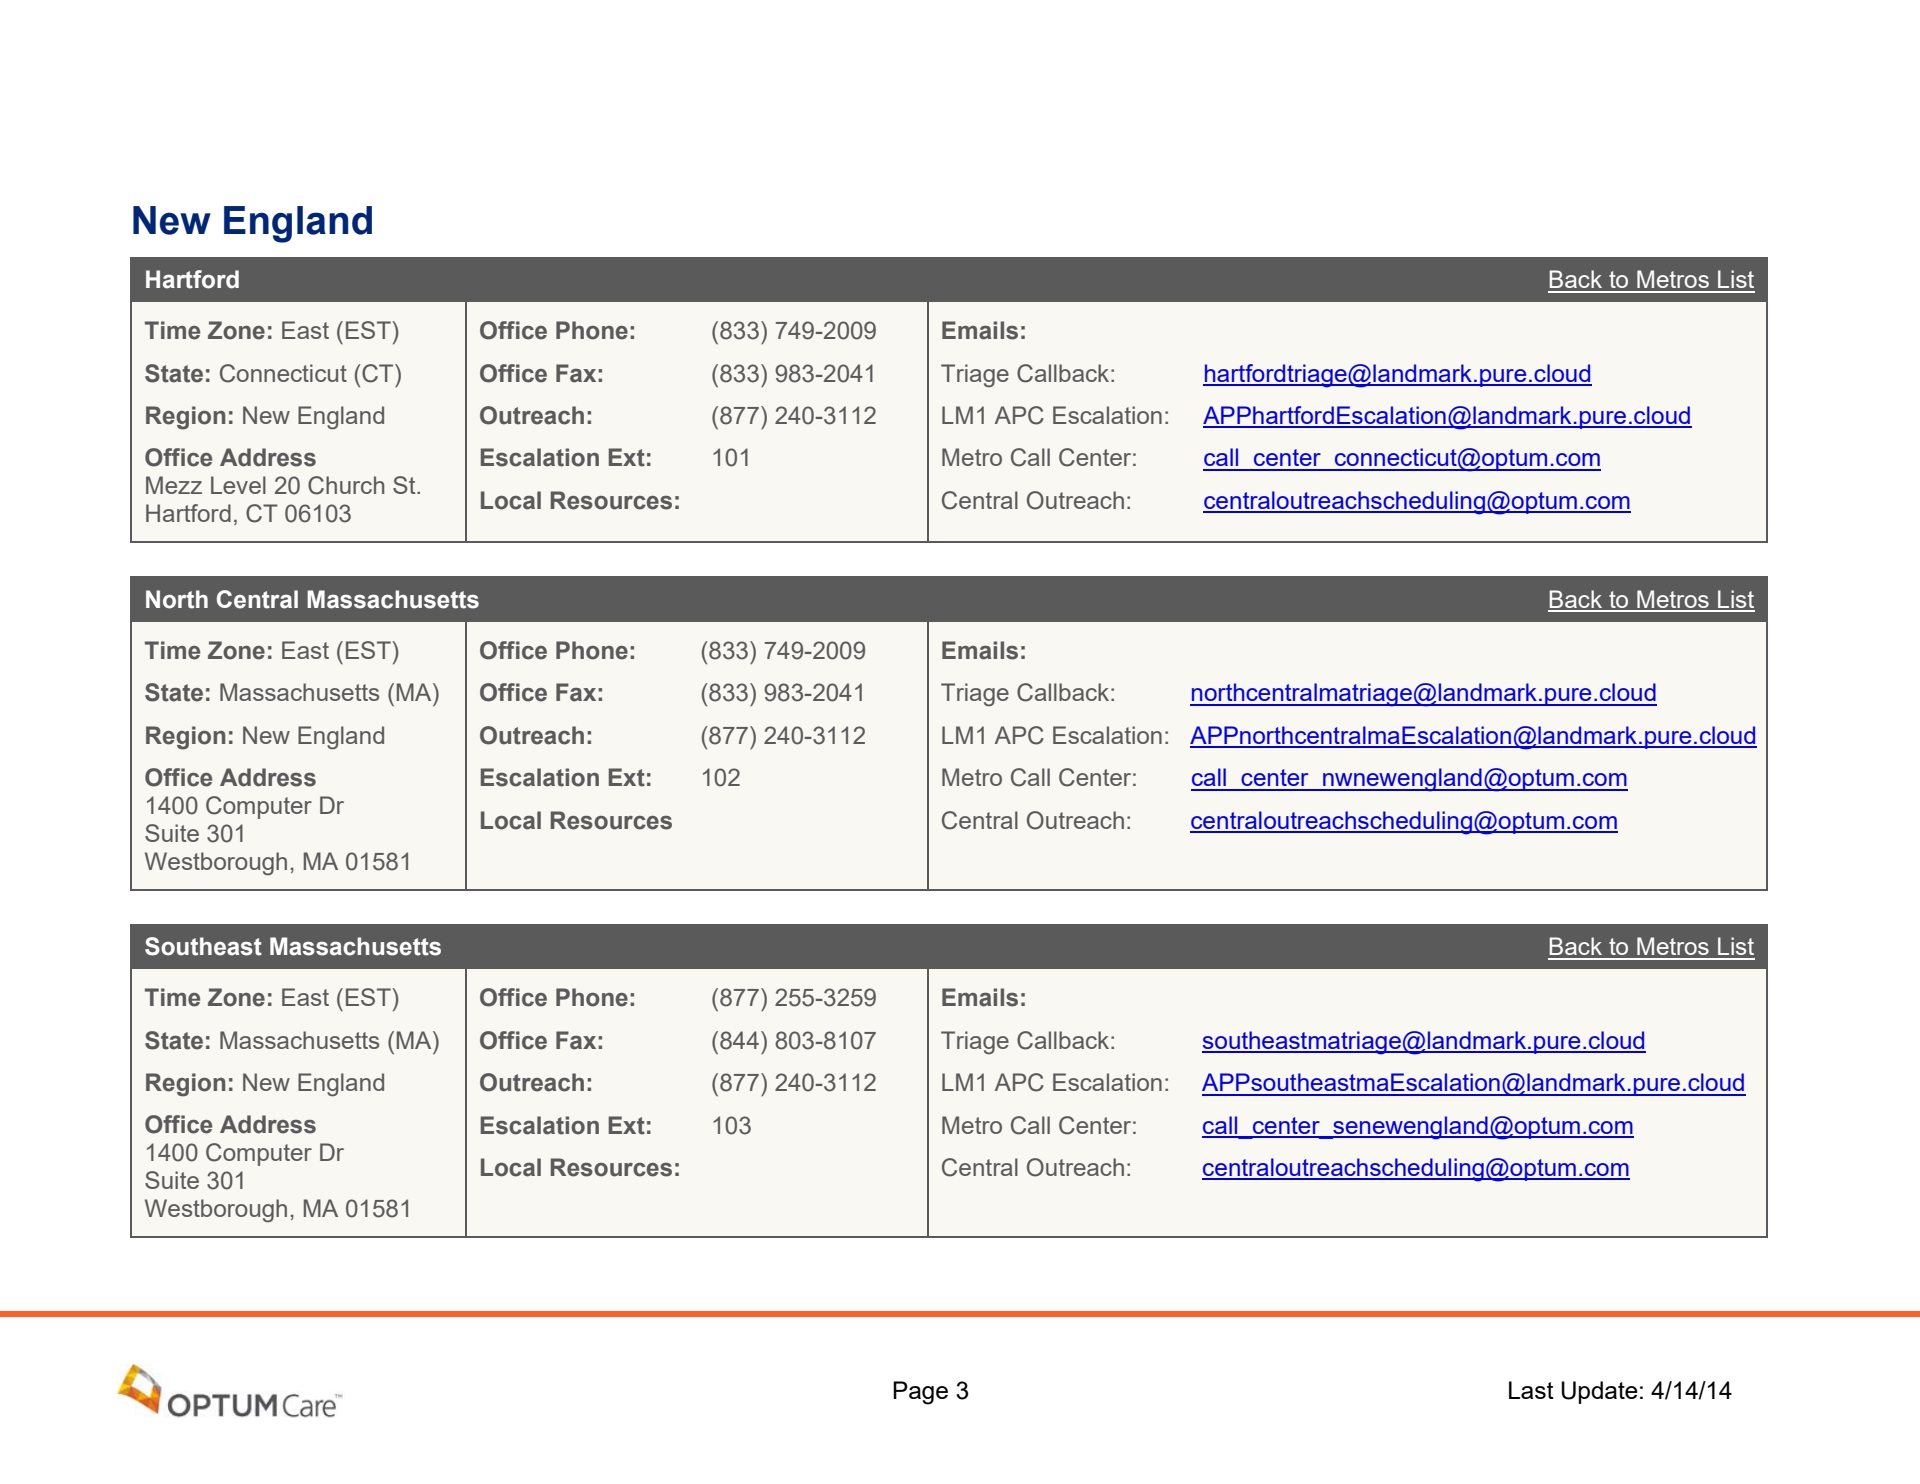 New England
Hartford Back to Metros List
Time Zone: East (EST)
State: Connecticut (CT)
Region: New England
Office Address
Mezz Level 20 Church St.
Hartford, CT 06103
Office Phone: (833) 749-2009
Office Fax: (833) 983-2041
Outreach: (877) 240-3112
Escalation Ext: 101
Local Resources:
Emails:
Triage Callback: hartfordtriage@landmark.pure.cloud
LM1 APC Escalation: APPhartfordEscalation@landmark.pure.cloud
Metro Call Center: call_center_connecticut@optum.com
Central Outreach: centraloutreachscheduling@optum.com
North Central Massachusetts Back to Metros List
Time Zone: East (EST)
State: Massachusetts (MA)
Region: New England
Office Address
1400 Computer Dr
Suite 301
Westborough, MA 01581
Office Phone: (833) 749-2009
Office Fax: (833) 983-2041
Outreach: (877) 240-3112
Escalation Ext: 102
Local Resources
Emails:
Triage Callback: northcentralmatriage@landmark.pure.cloud
LM1 APC Escalation: APPnorthcentralmaEscalation@landmark.pure.cloud
Metro Call Center: call_center_nwnewengland@optum.com
Central Outreach: centraloutreachscheduling@optum.com
Southeast Massachusetts Back to Metros List
Time Zone: East (EST)
State: Massachusetts (MA)
Region: New England
Office Address
1400 Computer Dr
Suite 301
Westborough, MA 01581
Office Phone: (877) 255-3259
Office Fax: (844) 803-8107
Outreach: (877) 240-3112
Escalation Ext: 103
Local Resources:
Emails:
Triage Callback: southeastmatriage@landmark.pure.cloud
LM1 APC Escalation: APPsoutheastmaEscalation@landmark.pure.cloud
Metro Call Center: call_center_senewengland@optum.com
Central Outreach: centraloutreachscheduling@optum.com
OPTUMCare™ Page 3 Last Update: 4/14/14